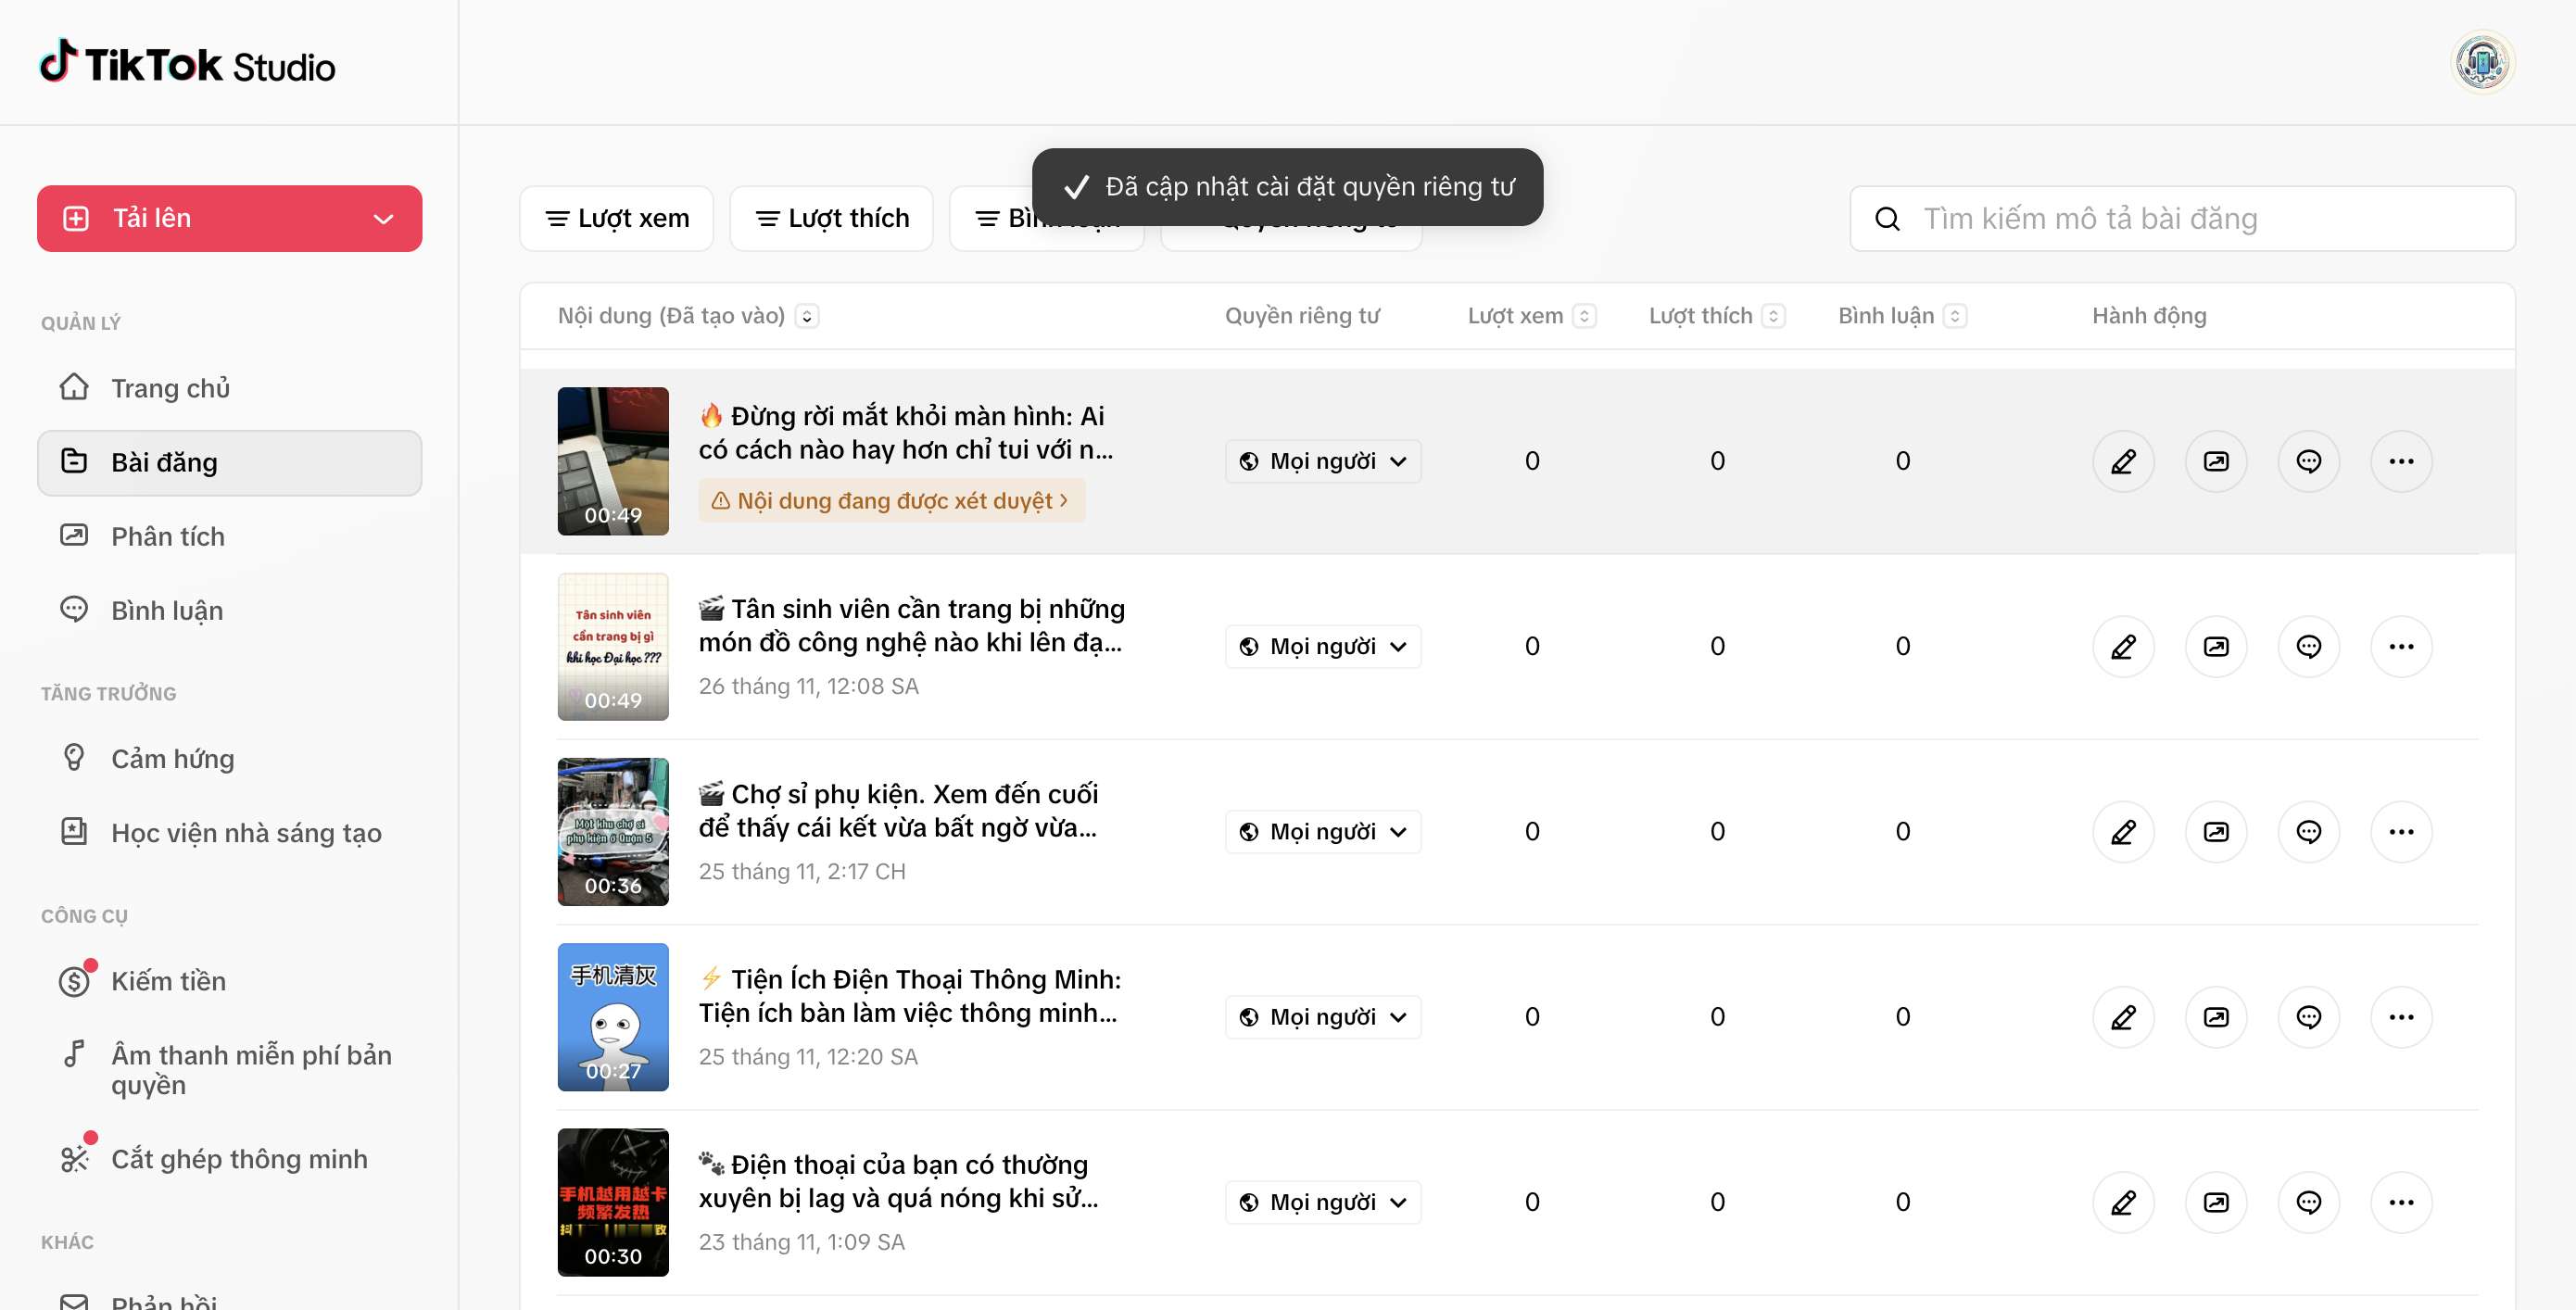 TikTok Studio
Đã cập nhật cài đặt quyền riêng tư
Tải lên
Lượt xem
Lượt thích
Tìm kiếm mô tả bài đăng
QUẢN LÝ
Trang chủ
Bài đăng
Phân tích
Bình luận
TĂNG TRƯỞNG
Cảm hứng
Học viện nhà sáng tạo
CÔNG CỤ
Kiếm tiền
Âm thanh miễn phí bản
quyền
Cắt ghép thông minh
KHÁC
Phản hồi
Nội dung (Đã tạo vào)
Quyền riêng tư
Lượt xem
Lượt thích
Bình luận
Hành động
00:49
🔥 Đừng rời mắt khỏi màn hình: Ai
có cách nào hay hơn chỉ tui với n...
Nội dung đang được xét duyệt
Mọi người
0
0
0
Tân sinh viên
cần trang bị gì
khi học Đại học ???
00:49
🎬 Tân sinh viên cần trang bị những
món đồ công nghệ nào khi lên đạ...
26 tháng 11, 12:08 SA
Mọi người
0
0
0
Một khu chợ sỉ
phụ kiện ở Quận 5
00:36
🎬 Chợ sỉ phụ kiện. Xem đến cuối
để thấy cái kết vừa bất ngờ vừa...
25 tháng 11, 2:17 CH
Mọi người
0
0
0
手机清灰
00:27
⚡ Tiện Ích Điện Thoại Thông Minh:
Tiện ích bàn làm việc thông minh...
25 tháng 11, 12:20 SA
Mọi người
0
0
0
手机越用越卡
频繁发热
00:30
🐾 Điện thoại của bạn có thường
xuyên bị lag và quá nóng khi sử...
23 tháng 11, 1:09 SA
Mọi người
0
0
0